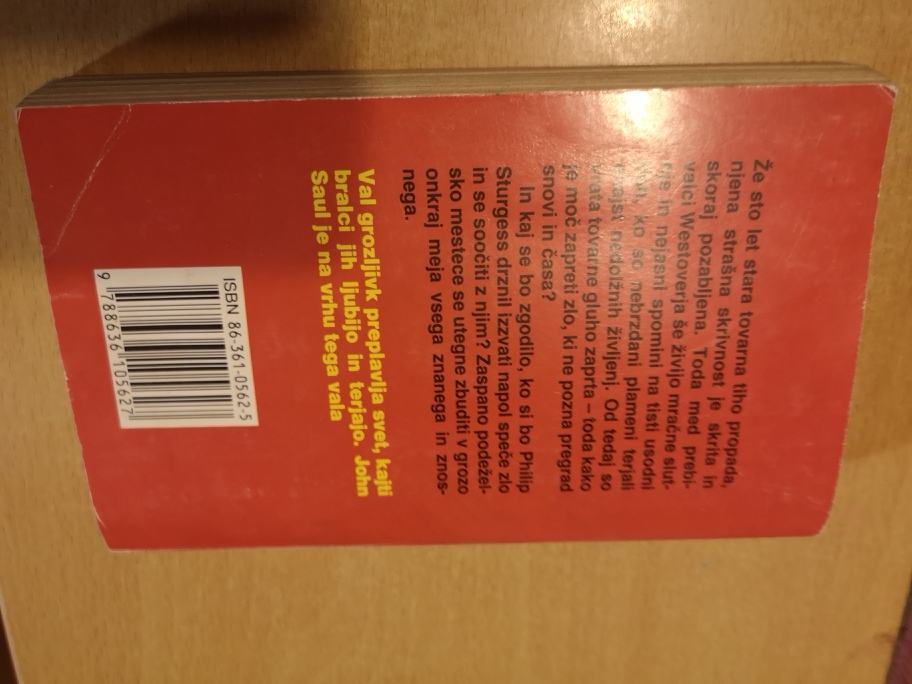 Že sto let stara tovarna tiho propada,
njena strašna skrivnost je skrita in
skoraj pozabljena. Toda med prebi-
valci Westoverja še živijo mračne slut-
nje in nejasni spomini na tisti usodni
dan, ko so nebrzdani plameni terjali
enajst nedolžnih življenj. Od tedaj so
vrata tovarne gluho zaprta – toda kako
je moč zapreti zlo, ki ne pozna pregrad
snovi in časa?
In kaj se bo zgodilo, ko si bo Philip
Sturgess drznil izzvati napol speče zlo
in se soočiti z njim? Zaspano podežel-
sko mestece se utegne zbuditi v grozo
onkraj meja vsega znanega in znos-
nega.
Val grozljivk preplavlja svet, kajti
bralci jih ljubijo in terjajo. John
Saul je na vrhu tega vala
ISBN 86-361-0562-5
9 788636 105627